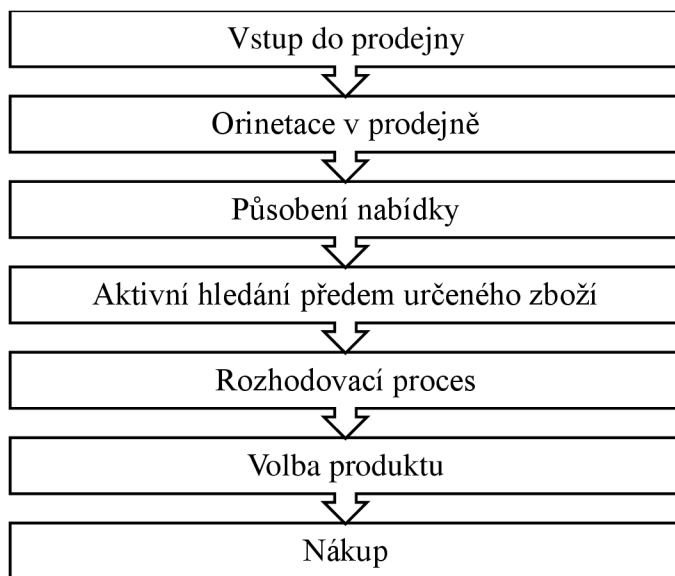 Vstup do prodejny
Orinetace v prodejně
Působení nabídky
Aktivní hledání předem určeného zboží
Rozhodovací proces
Volba produktu
Nákup